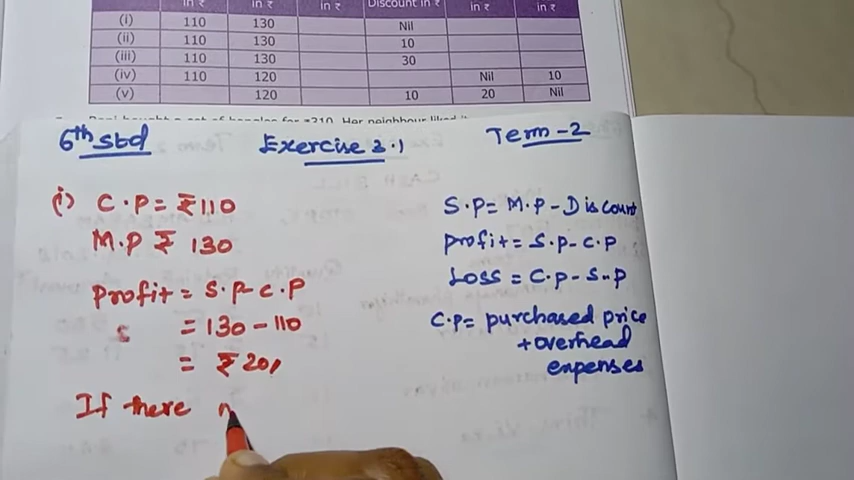 in ₹ in ₹ in ₹ Discount in ₹ in ₹ in ₹
(i) 110 130 Nil
(ii) 110 130 10
(iii) 110 130 30
(iv) 110 120 Nil 10
(v) 120 10 20 Nil
6th Std Exercise 2.1 Term-2
(i) C.P = ₹110
M.P ₹ 130
Profit = S.P - C.P
= 130 - 110
= ₹ 20
If there
S.P = M.P - Discount
Profit = S.P - C.P
Loss = C.P - S.P
C.P = purchased price
+ overhead
expenses